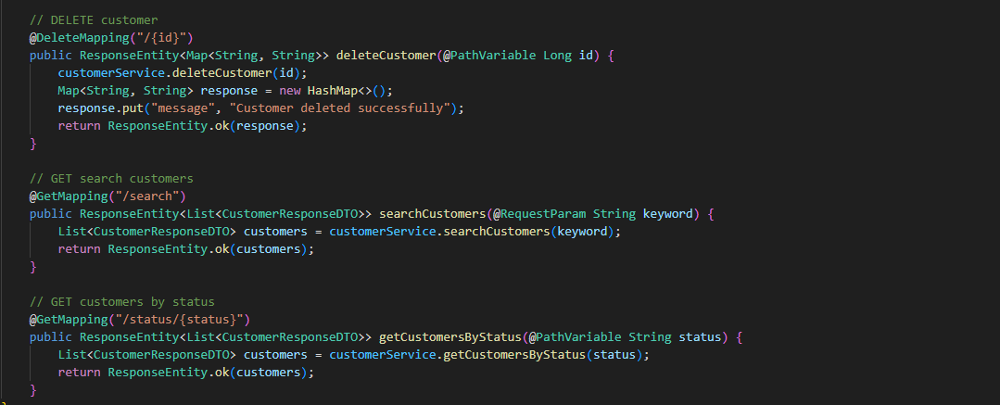 // DELETE customer
@DeleteMapping("/{id}")
public ResponseEntity<Map<String, String>> deleteCustomer(@PathVariable Long id) {
    customerService.deleteCustomer(id);
    Map<String, String> response = new HashMap<>();
    response.put("message", "Customer deleted successfully");
    return ResponseEntity.ok(response);
}

// GET search customers
@GetMapping("/search")
public ResponseEntity<List<CustomerResponseDTO>> searchCustomers(@RequestParam String keyword) {
    List<CustomerResponseDTO> customers = customerService.searchCustomers(keyword);
    return ResponseEntity.ok(customers);
}

// GET customers by status
@GetMapping("/status/{status}")
public ResponseEntity<List<CustomerResponseDTO>> getCustomersByStatus(@PathVariable String status) {
    List<CustomerResponseDTO> customers = customerService.getCustomersByStatus(status);
    return ResponseEntity.ok(customers);
}
}